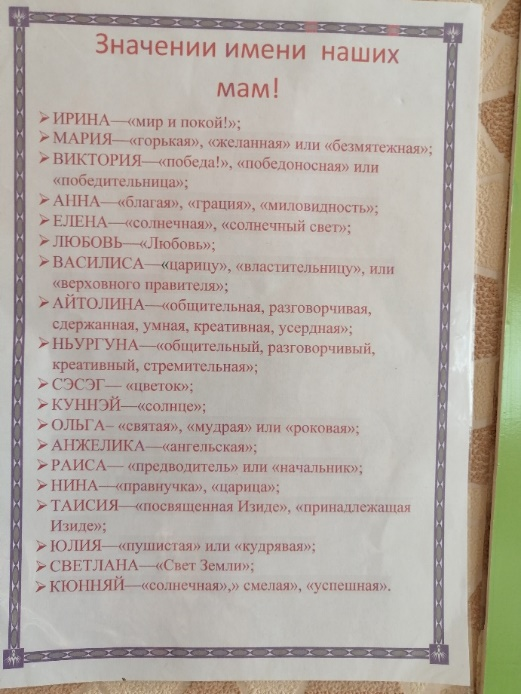 Значении имени наших
мам!
➢ ИРИНА—«мир и покой!»;
➢ МАРИЯ—«горькая», «желанная» или «безмятежная»;
➢ ВИКТОРИЯ—«победа!», «победоносная» или
«победительница»;
➢ АННА—«благая», «грация», «миловидность»;
➢ ЕЛЕНА—«солнечная», «солнечный свет»;
➢ ЛЮБОВЬ—«Любовь»;
➢ ВАСИЛИСА—«царицу», «властительницу», или
«верховного правителя»;
➢ АЙТОЛИНА—«общительная, разговорчивая,
сдержанная, умная, креативная, усердная»;
➢ НЬУРГУНА—«общительный, разговорчивый,
креативный, стремительная»;
➢ СЭСЭГ— «цветок»;
➢ КУННЭЙ—«солнце»;
➢ ОЛЬГА– «святая», «мудрая» или «роковая»;
➢ АНЖЕЛИКА—«ангельская»;
➢ РАИСА— «предводитель» или «начальник»;
➢ НИНА—«правнучка», «царица»;
➢ ТАИСИЯ—«посвященная Изиде», «принадлежащая
Изиде»;
➢ ЮЛИЯ—«пушистая» или «кудрявая»;
➢ СВЕТЛАНА—«Свет Земли»;
➢ КЮННЯЙ—«солнечная»,» смелая», «успешная».